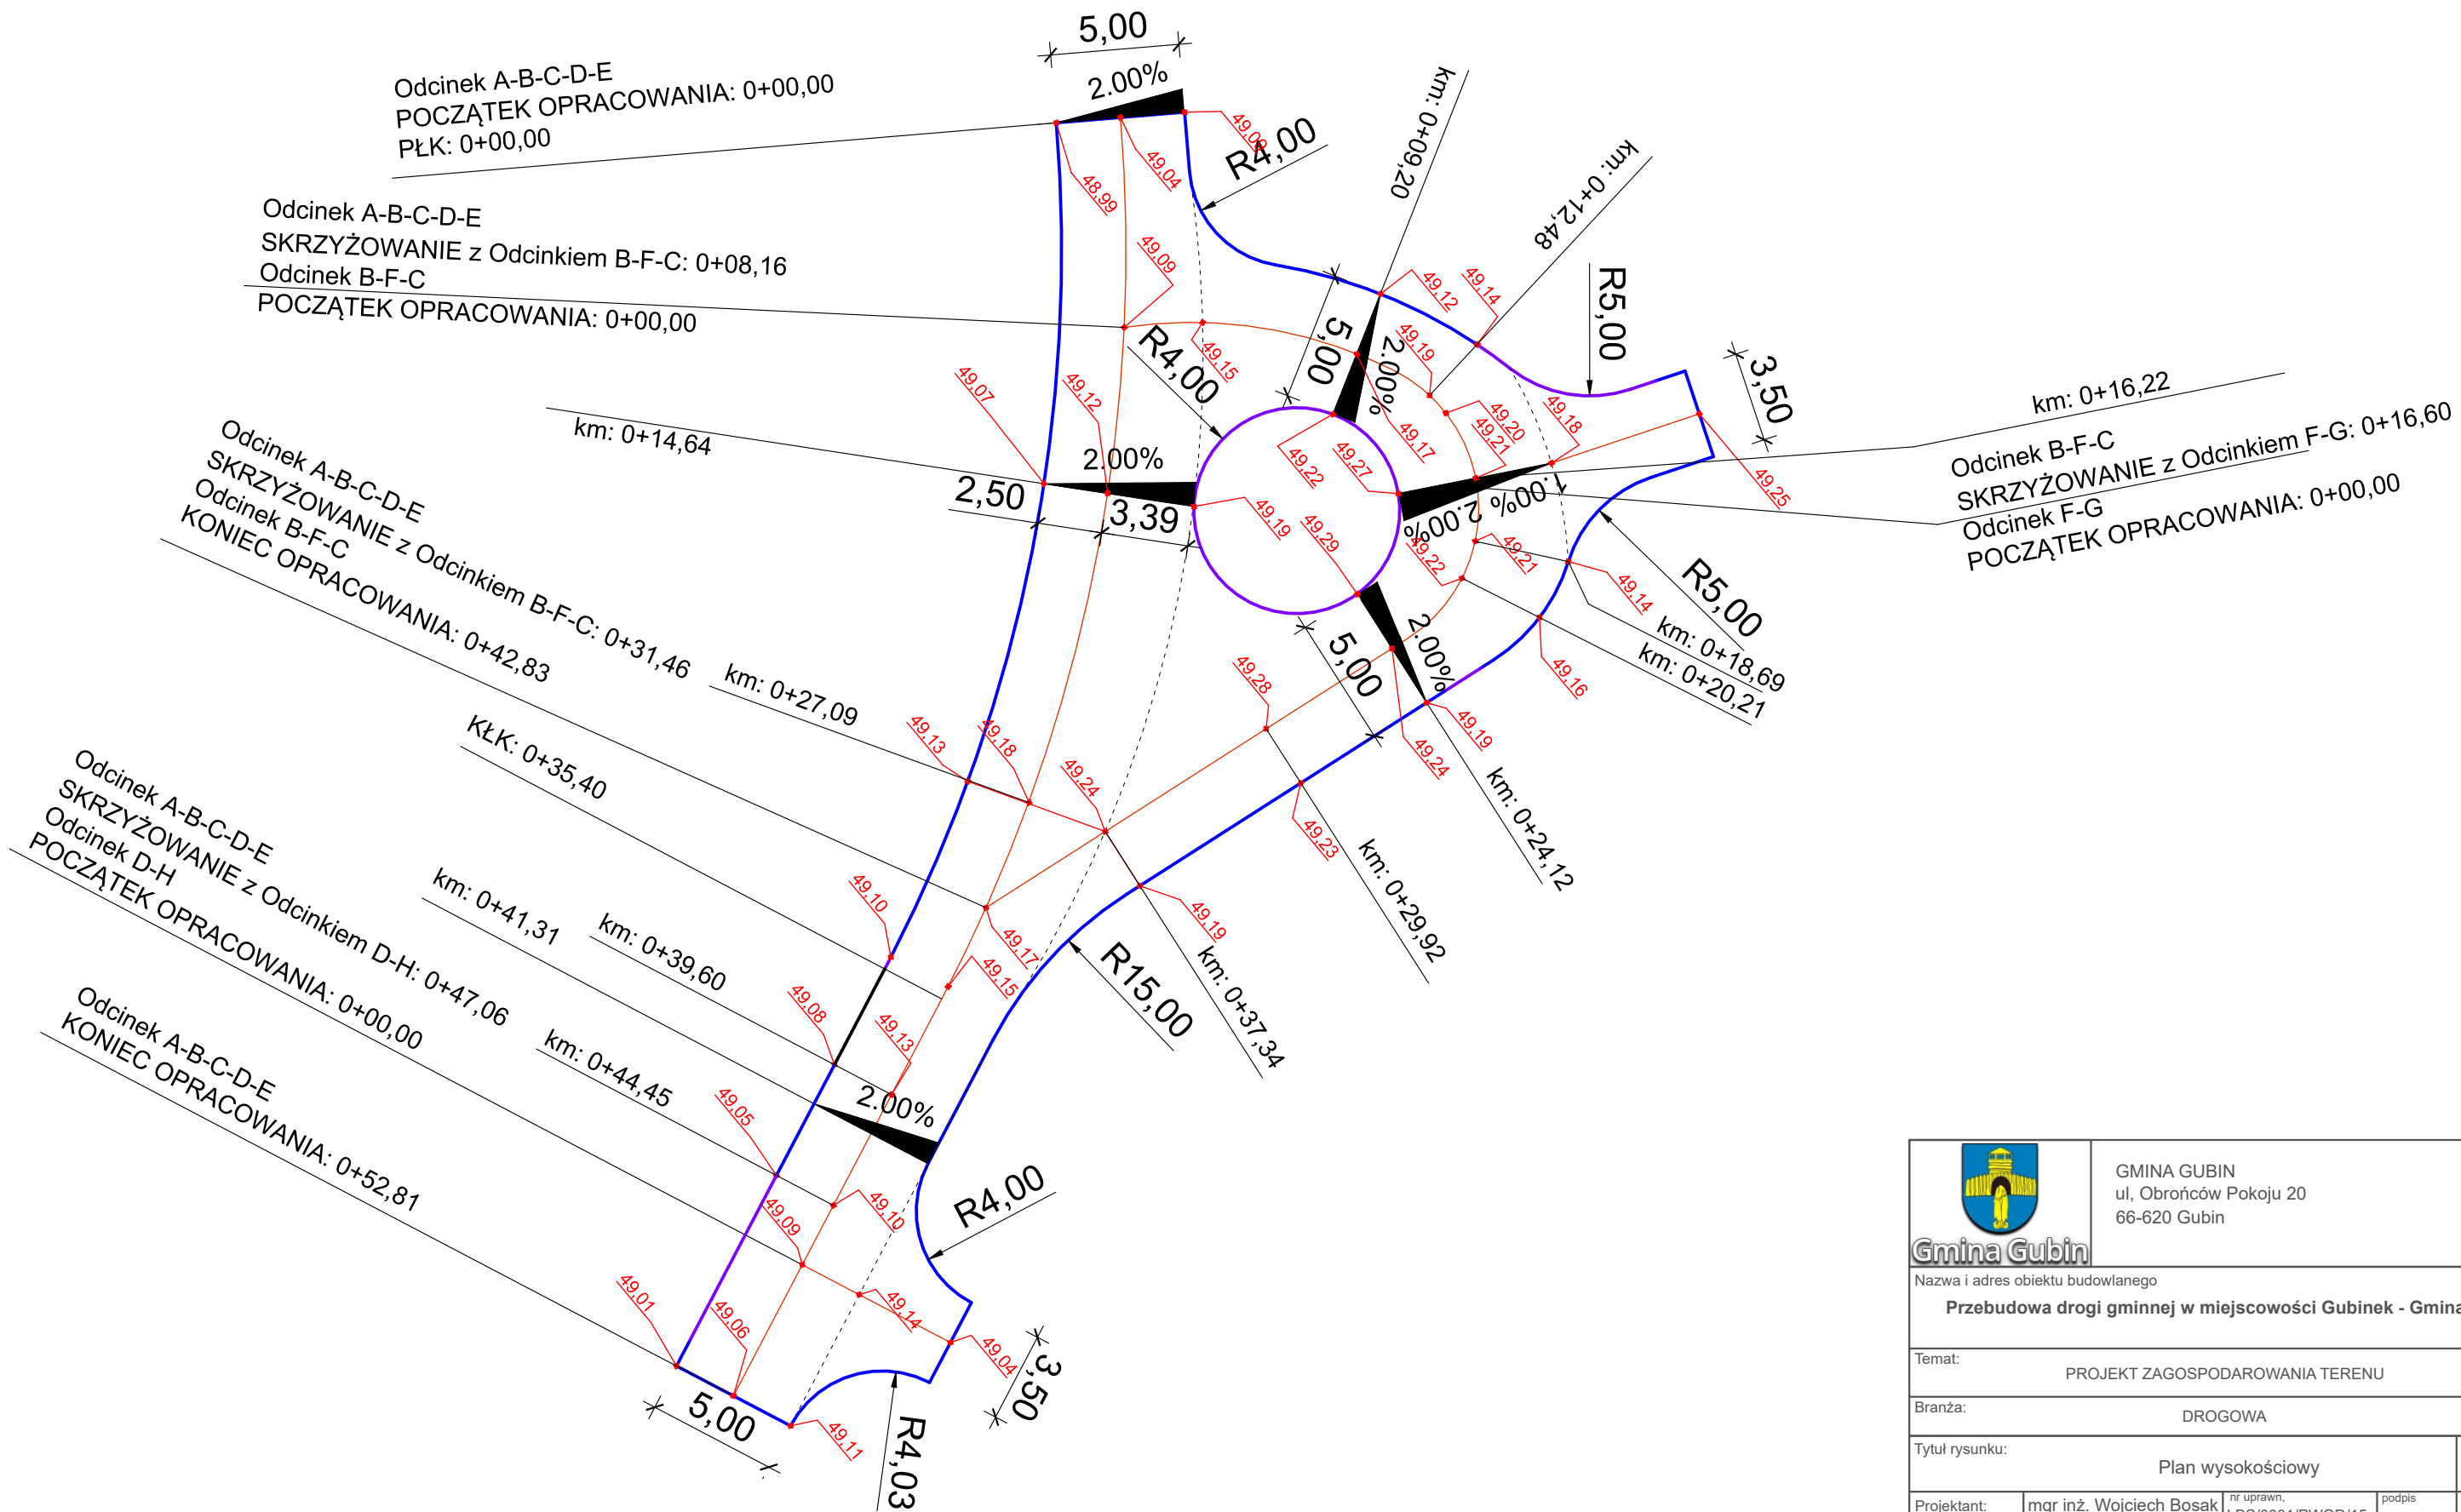 5,00
2.00%
Odcinek A-B-C-D-E
POCZĄTEK OPRACOWANIA: 0+00,00
PŁK: 0+00,00
49,09
R4,00
49,04
48,99
km: 0+09,20
km: 0+12,48
Odcinek A-B-C-D-E
SKRZYŻOWANIE z Odcinkiem B-F-C: 0+08,16
Odcinek B-F-C
POCZĄTEK OPRACOWANIA: 0+00,00
49,09
49,12
49,14
R5,00
5,00
2.00%
49,19
49,15
R4,00
3,50
49,07
49,12
km: 0+14,64
2.00%
2,50
3,39
49,19
49,22
49,27
49,17
49,20
49,21
49,18
1.00%
2.00%
49,25
km: 0+16,22
Odcinek B-F-C
SKRZYŻOWANIE z Odcinkiem F-G: 0+16,60
Odcinek F-G
POCZĄTEK OPRACOWANIA: 0+00,00
Odcinek A-B-C-D-E
SKRZYŻOWANIE z Odcinkiem B-F-C: 0+31,46
Odcinek B-F-C
KONIEC OPRACOWANIA: 0+42,83
49,29
49,22
49,21
49,14
R5,00
km: 0+18,69
km: 0+20,21
49,16
2.00%
5,00
49,28
49,24
49,19
km: 0+24,12
km: 0+27,09
49,13
49,18
49,24
49,23
km: 0+29,92
KŁK: 0+35,40
49,10
49,17
49,15
49,19
km: 0+37,34
R15,00
Odcinek A-B-C-D-E
SKRZYŻOWANIE z Odcinkiem D-H: 0+47,06
Odcinek D-H
POCZĄTEK OPRACOWANIA: 0+00,00
km: 0+41,31
km: 0+39,60
49,08
49,13
2.00%
km: 0+44,45
49,05
49,10
49,09
R4,00
Odcinek A-B-C-D-E
KONIEC OPRACOWANIA: 0+52,81
49,01
49,06
49,14
49,04
3,50
5,00
49,11
R4,03
Gmina Gubin
GMINA GUBIN
ul, Obrońców Pokoju 20
66-620 Gubin
Nazwa i adres obiektu budowlanego
Przebudowa drogi gminnej w miejscowości Gubinek - Gmina
Temat:
PROJEKT ZAGOSPODAROWANIA TERENU
Branża:
DROGOWA
Tytuł rysunku:
Plan wysokościowy
Projektant:
mgr inż. Wojciech Bosak
nr uprawn,
podpis